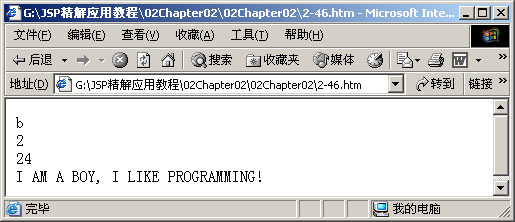 G:\JSP精解应用教程\02Chapter02\02Chapter02\2-46.htm - Microsoft Inte...
文件(F) 编辑(E) 查看(V) 收藏(A) 工具(T) 帮助(H)
后退 搜索 收藏夹 媒体
地址(D) G:\JSP精解应用教程\02Chapter02\02Chapter02\2-46.htm 转到 链接 »
b
2
24
I AM A BOY, I LIKE PROGRAMMING!
完毕 我的电脑